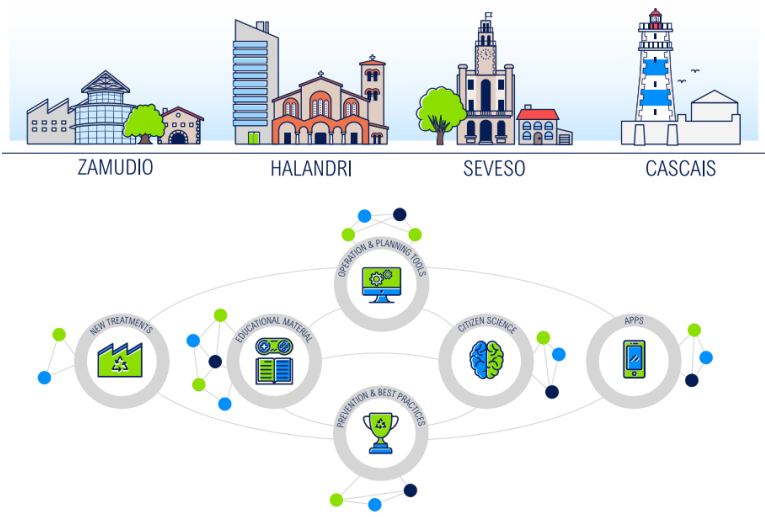 ZAMUDIO
HALANDRI
SEVESO
CASCAIS
OPERATION & PLANNING TOOLS
NEW TREATMENTS
EDUCATIONAL MATERIAL
CITIZEN SCIENCE
APPS
PREVENTION & BEST PRACTICES